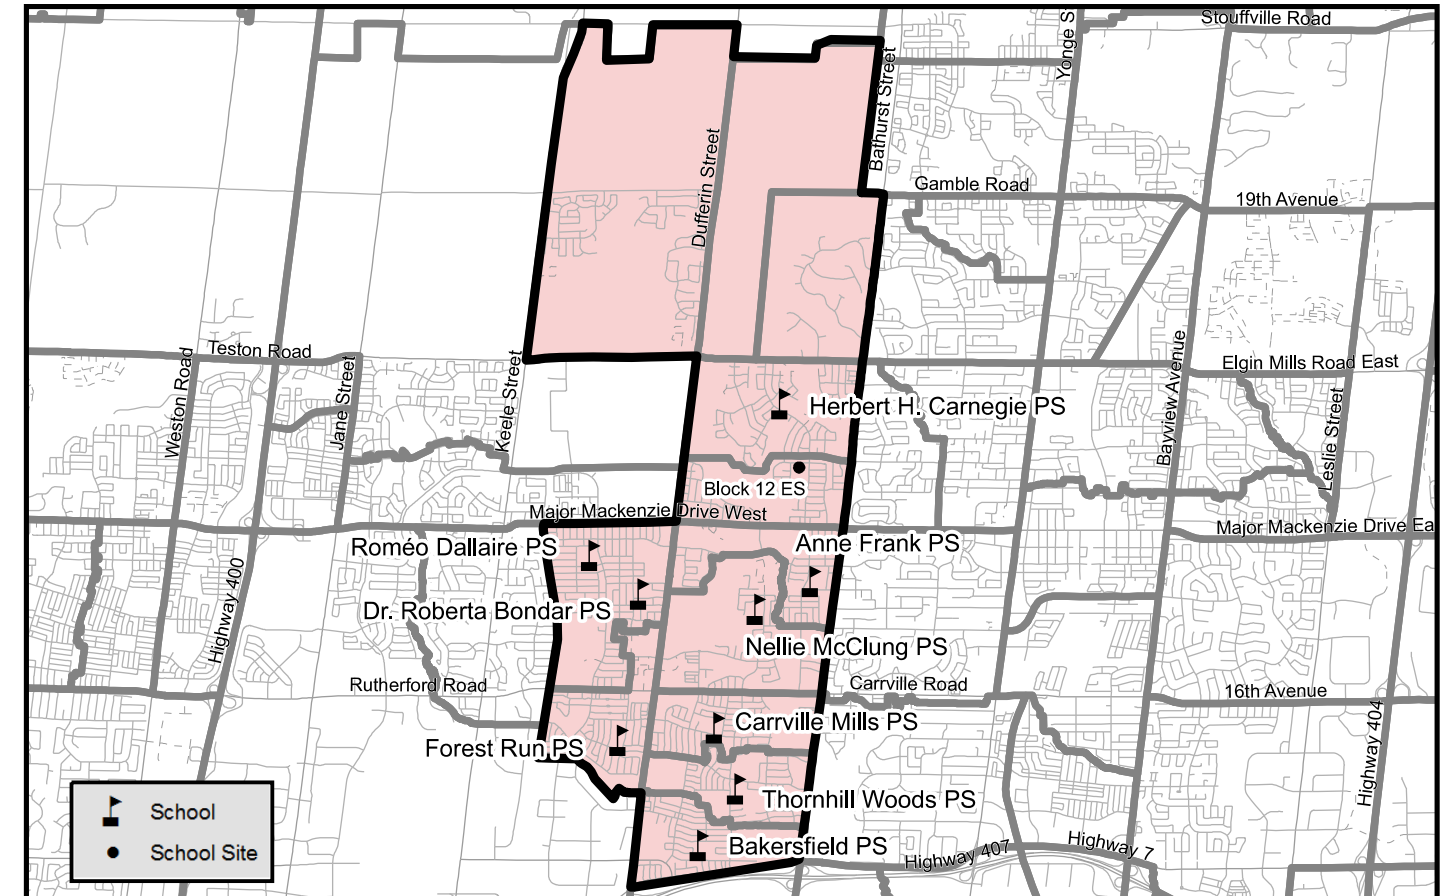 Stouffville Road
Yonge S
Bathurst Street
Dufferin Street
Gamble Road
19th Avenue
Teston Road
Weston Road
Jane Street
Keele Street
Bayview Avenue
Elgin Mills Road East
Leslie Street
Herbert H. Carnegie PS
Block 12 ES
Major Mackenzie Drive West
Major Mackenzie Drive Ea
Roméo Dallaire PS
Anne Frank PS
Highway 400
Dr. Roberta Bondar PS
Nellie McClung PS
Rutherford Road
Carrville Road
16th Avenue
Carrville Mills PS
Forest Run PS
Highway 404
Thornhill Woods PS
Bakersfield PS
Highway 407
Highway 7
School
School Site